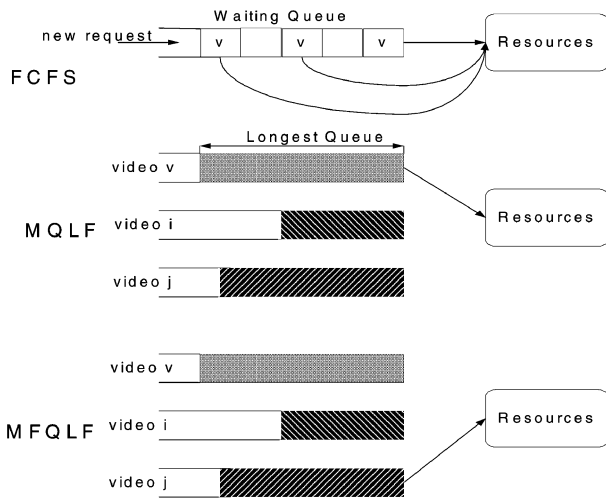 Waiting Queue
new request
v v v
Resources
FCFS
Longest Queue
video v
Resources
MQLF
video i
video j
video v
MFQLF
video i
Resources
video j